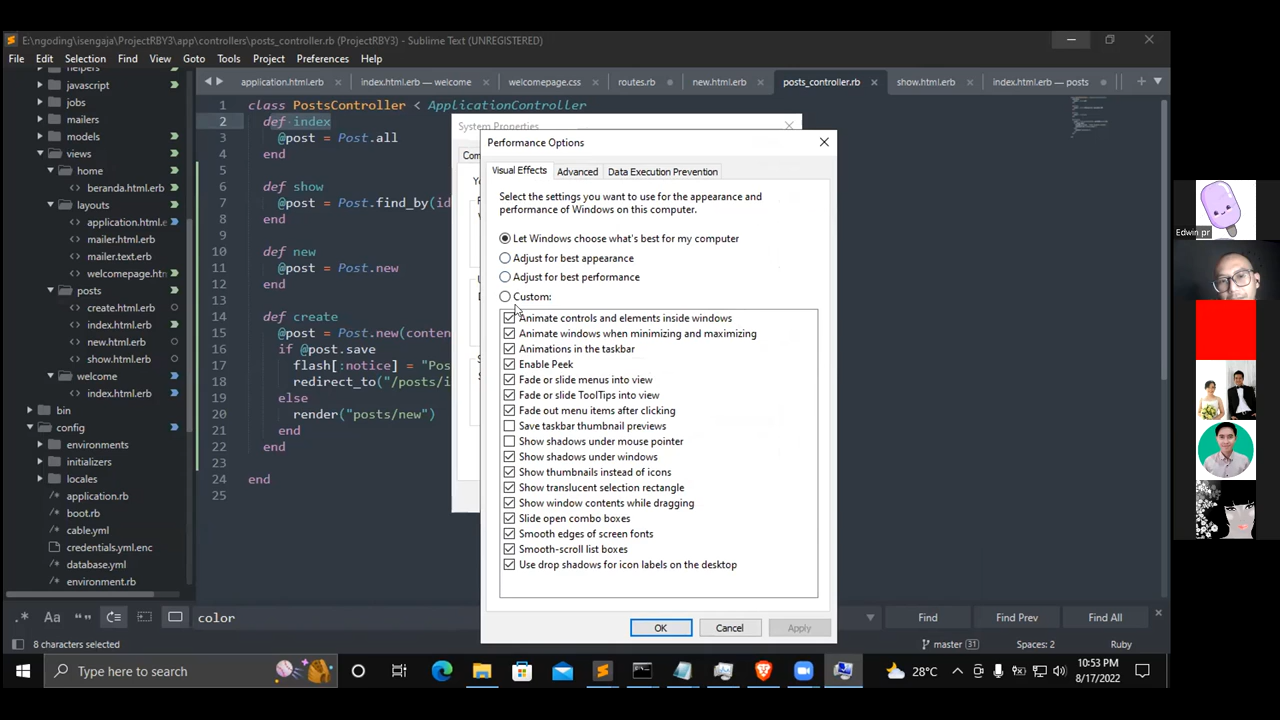 E:\ngoding\isengaja\ProjectRBY3\app\controllers\posts_controller.rb (ProjectRBY3) - Sublime Text (UNREGISTERED)
File Edit Selection Find View Goto Tools Project Preferences Help
application.html.erb
index.html.erb — welcome
welcomepage.css
routes.rb
new.html.erb
posts_controller.rb
show.html.erb
index.html.erb — posts
helpers
javascript
jobs
mailers
models
views
home
beranda.html.erb
layouts
application.html.e
mailer.html.erb
mailer.text.erb
welcomepage.htn
posts
create.html.erb
index.html.erb
new.html.erb
show.html.erb
welcome
index.html.erb
bin
config
environments
initializers
locales
application.rb
boot.rb
cable.yml
credentials.yml.enc
database.yml
environment.rb
1 class PostsController < ApplicationController
2 def index
3 @post = Post.all
4 end
5
6 def show
7 @post = Post.find_by(id
8 end
9
10 def new
11 @post = Post.new
12 end
13
14 def create
15 @post = Post.new(conten
16 if @post.save
17 flash[:notice] = "Pos
18 redirect_to("/posts/i
19 else
20 render("posts/new")
21 end
22 end
23
24 end
25
System Properties
Com
Performance Options
Visual Effects Advanced Data Execution Prevention
Select the settings you want to use for the appearance and
performance of Windows on this computer.
Let Windows choose what's best for my computer
Adjust for best appearance
Adjust for best performance
Custom:
Animate controls and elements inside windows
Animate windows when minimizing and maximizing
Animations in the taskbar
Enable Peek
Fade or slide menus into view
Fade or slide ToolTips into view
Fade out menu items after clicking
Save taskbar thumbnail previews
Show shadows under mouse pointer
Show shadows under windows
Show thumbnails instead of icons
Show translucent selection rectangle
Show window contents while dragging
Slide open combo boxes
Smooth edges of screen fonts
Smooth-scroll list boxes
Use drop shadows for icon labels on the desktop
OK Cancel Apply
Edwin pr
.* Aa “” color Find Find Prev Find All
8 characters selected master 31 Spaces: 2 Ruby
Type here to search 28°C 10:53 PM
8/17/2022